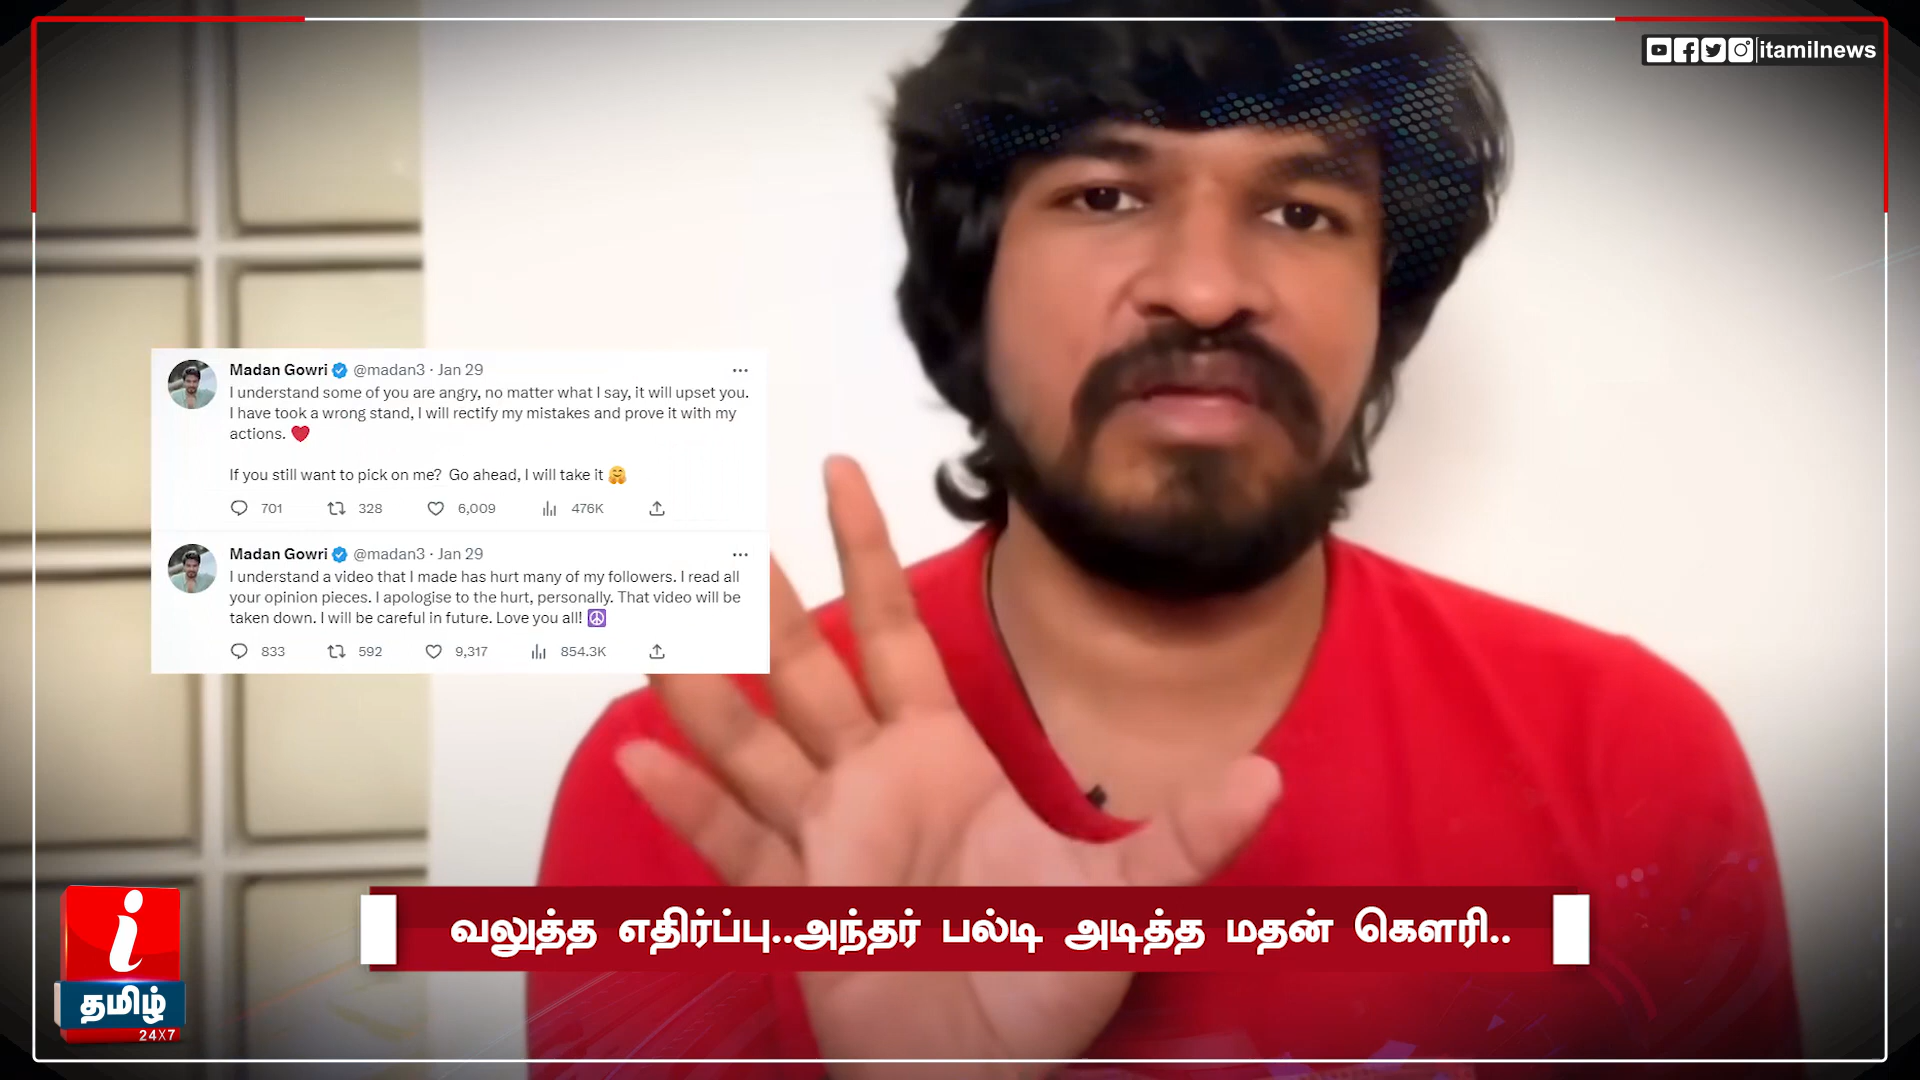 itamilnews
Madan Gowri @madan3 · Jan 29
I understand some of you are angry, no matter what I say, it will upset you.
I have took a wrong stand, I will rectify my mistakes and prove it with my
actions. ❤️
If you still want to pick on me?  Go ahead, I will take it 🤗
701 328 6,009 476K
Madan Gowri @madan3 · Jan 29
I understand a video that I made has hurt many of my followers. I read all
your opinion pieces. I apologise to the hurt, personally. That video will be
taken down. I will be careful in future. Love you all! ☮️
833 592 9,317 854.3K
வலுத்த எதிர்ப்பு..அந்தர் பல்டி அடித்த மதன் கௌரி..
i
தமிழ்
24X7